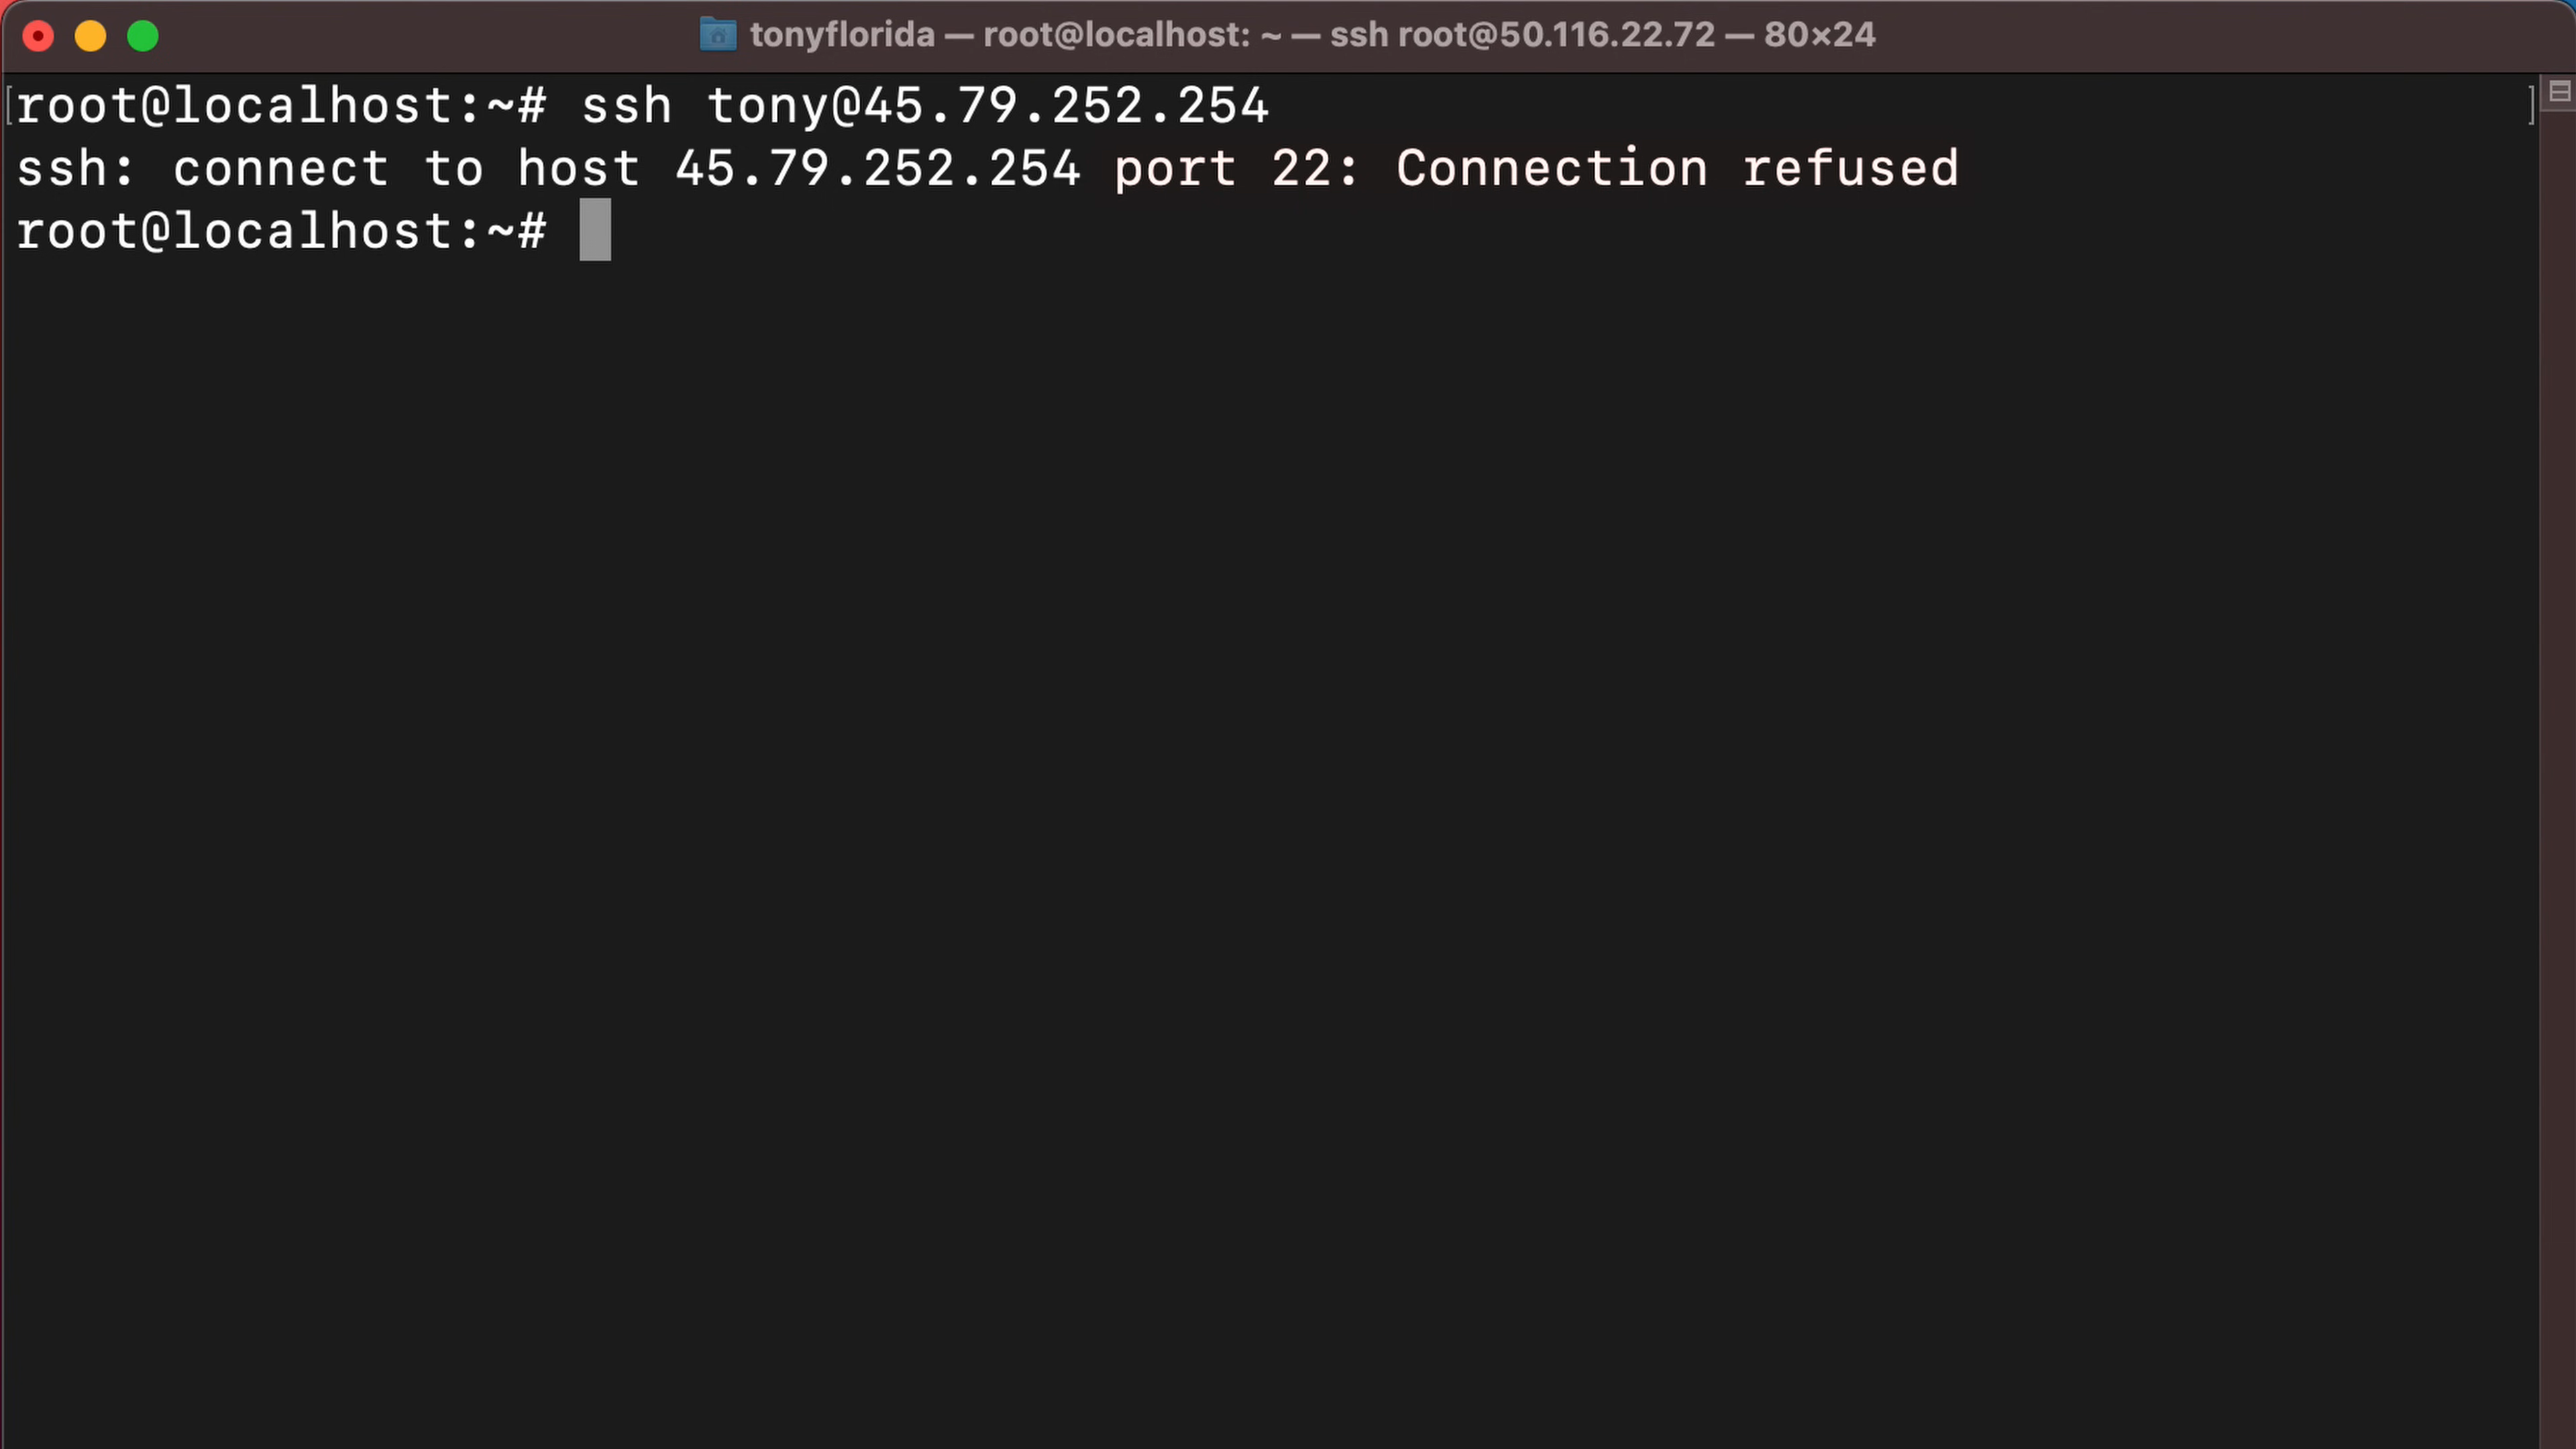 tonyflorida — root@localhost: ~ — ssh root@50.116.22.72 — 80×24
[root@localhost:~# ssh tony@45.79.252.254 ]
ssh: connect to host 45.79.252.254 port 22: Connection refused
root@localhost:~#